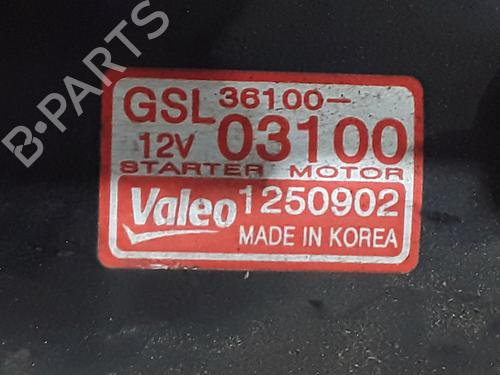 B-Parts
GSL 36100-
12V 03100
STARTER MOTOR
Valeo 1250902
MADE IN KOREA